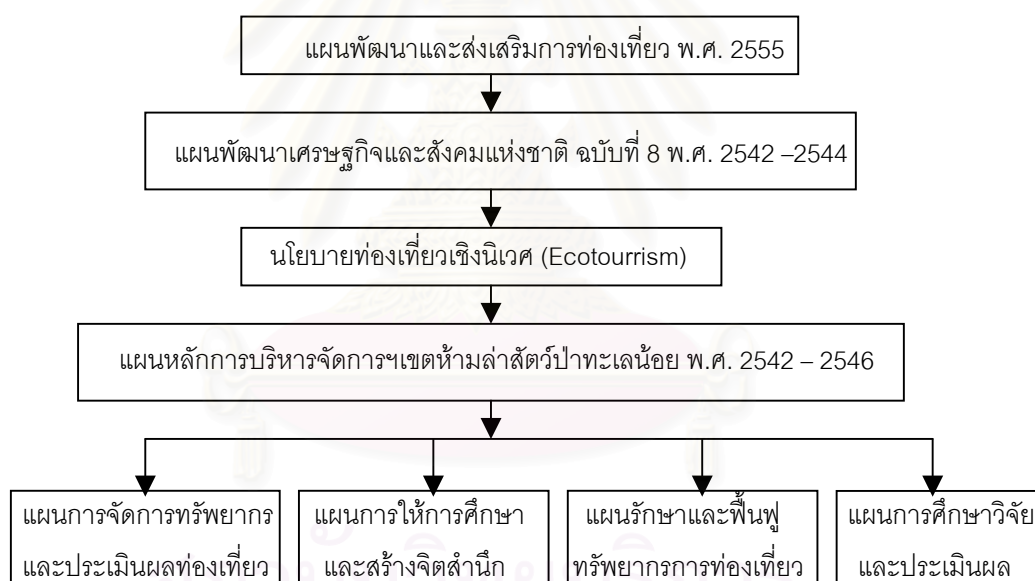 แผนพัฒนาและส่งเสริมการท่องเที่ยว พ.ศ. 2555
แผนพัฒนาเศรษฐกิจและสังคมแห่งชาติ ฉบับที่ 8 พ.ศ. 2542 –2544
นโยบายท่องเที่ยวเชิงนิเวศ (Ecotourrism)
แผนหลักการบริหารจัดการฯเขตห้ามล่าสัตว์ป่าทะเลน้อย พ.ศ. 2542 – 2546
แผนการจัดการทรัพยากร
และประเมินผลท่องเที่ยว
แผนการให้การศึกษา
และสร้างจิตสำนึก
แผนรักษาและฟื้นฟู
ทรัพยากรการท่องเที่ยว
แผนการศึกษาวิจัย
และประเมินผล